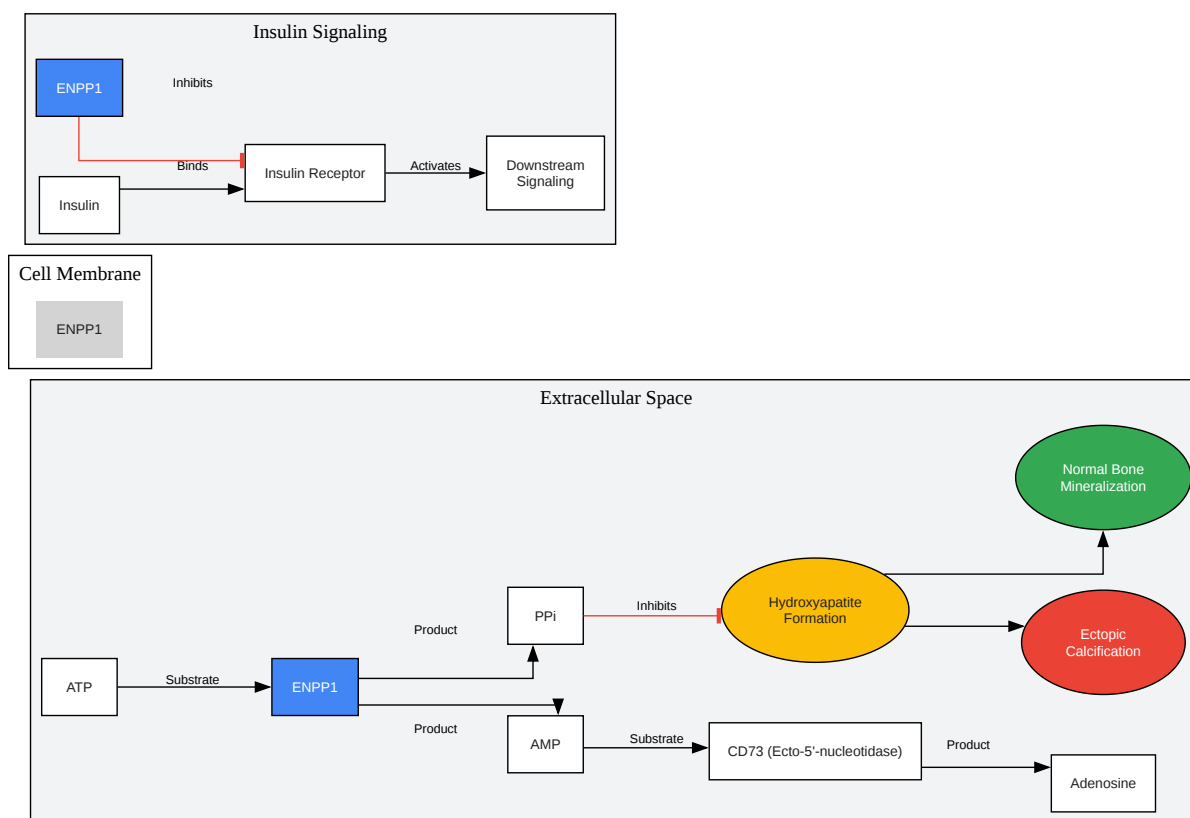 Insulin Signaling
ENPP1
Inhibits
Binds
Insulin Receptor
Activates
Downstream
Signaling
Insulin
Cell Membrane
ENPP1
Extracellular Space
Normal Bone
Mineralization
Hydroxyapatite
Formation
Inhibits
PPi
Product
Ectopic
Calcification
ATP
Substrate
ENPP1
Product
AMP
Substrate
CD73 (Ecto-5'-nucleotidase)
Product
Adenosine